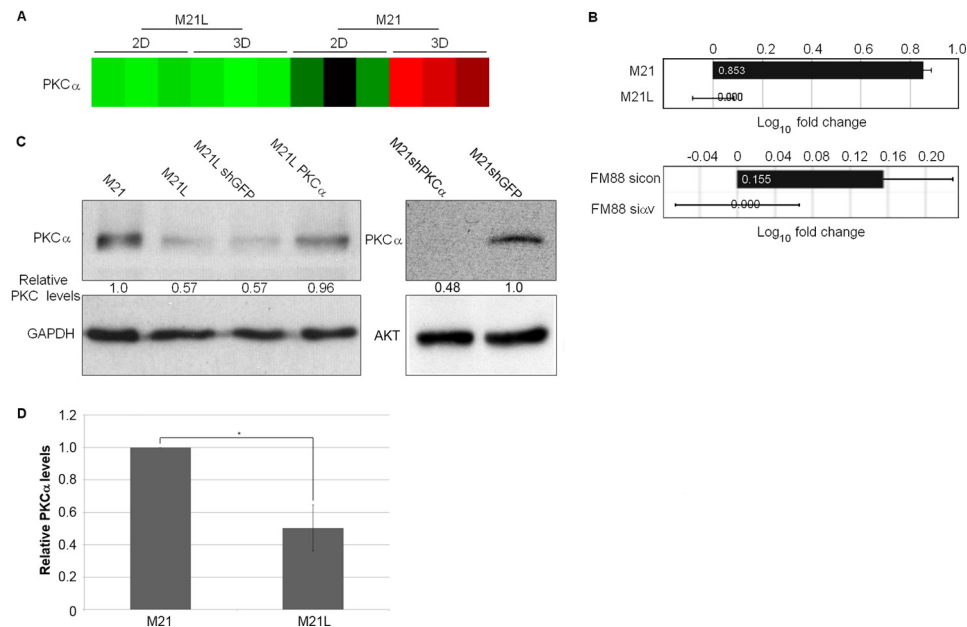 A
M21L
M21
2D
3D
2D
3D
PKCα
B
0 0.2 0.4 0.6 0.8 1.0
M21
0.853
M21L
0.000
Log10 fold change
-0.04 0 0.04 0.08 0.12 0.16 0.20
FM88 sicon
0.155
FM88 siαv
0.000
Log10 fold change
C
M21
M21L
M21L shGFP
M21L PKCα
M21shPKCα
M21shGFP
PKCα
PKCα
Relative PKC levels
1.0 0.57 0.57 0.96
0.48 1.0
GAPDH
AKT
D
Relative PKCα levels
1.2
1.0
0.8
0.6
0.4
0.2
0
*
M21
M21L